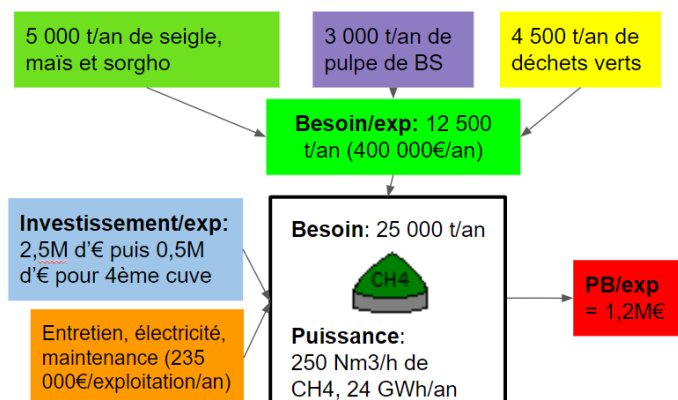 5 000 t/an de seigle,
maïs et sorgho
3 000 t/an de
pulpe de BS
4 500 t/an de
déchets verts
Besoin/exp: 12 500
t/an (400 000€/an)
Investissement/exp:
2,5M d'€ puis 0,5M
d'€ pour 4ème cuve
Besoin: 25 000 t/an
CH4
Puissance:
250 Nm3/h de
CH4, 24 GWh/an
PB/exp
= 1,2M€
Entretien, électricité,
maintenance (235
000€/exploitation/an)